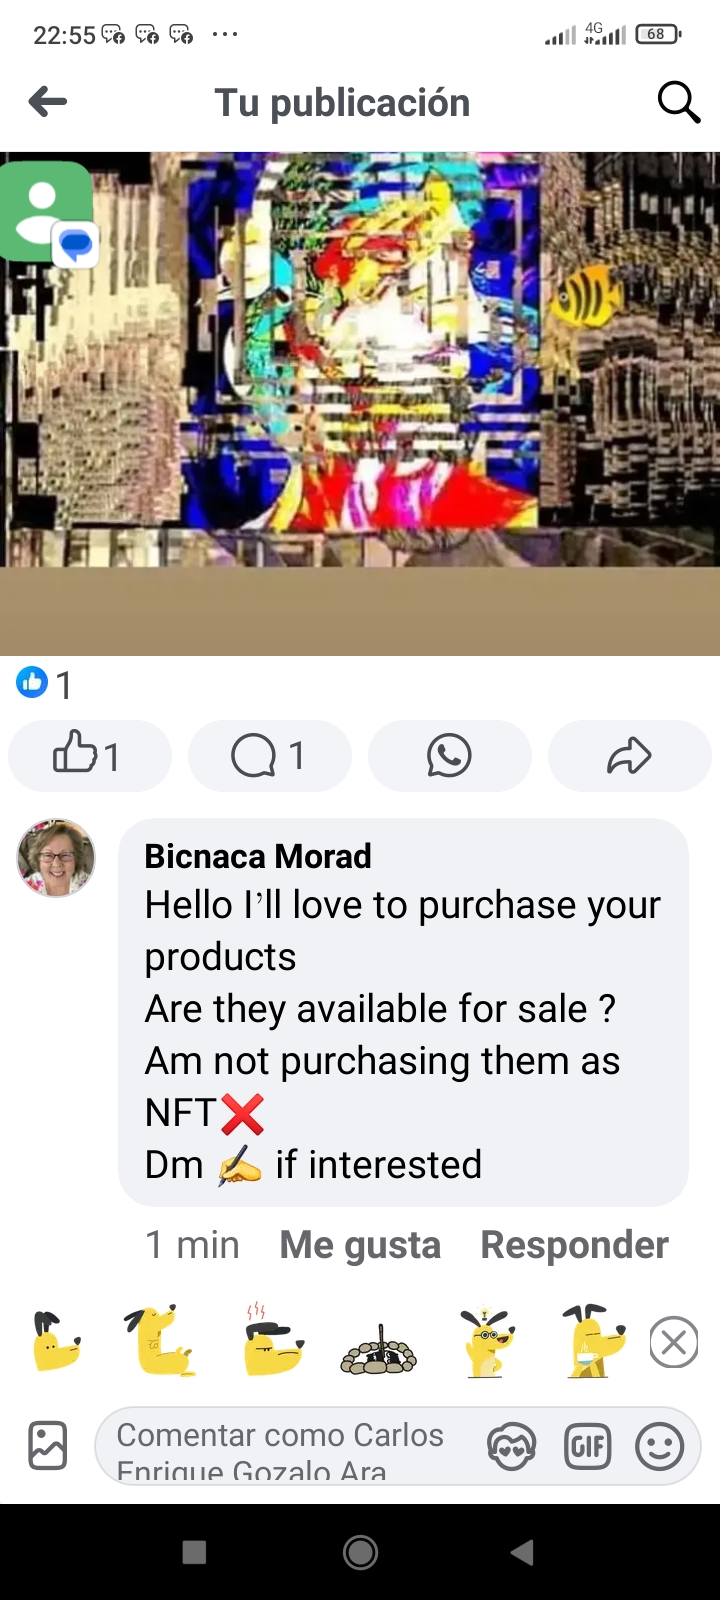 22:55 ... 4G 68
Tu publicación
1
1 1
Bicnaca Morad
Hello I’ll love to purchase your
products
Are they available for sale ?
Am not purchasing them as
NFT❌
Dm ✍️ if interested
1 min Me gusta Responder
Comentar como Carlos
Enrique Gozalo Ara
GIF